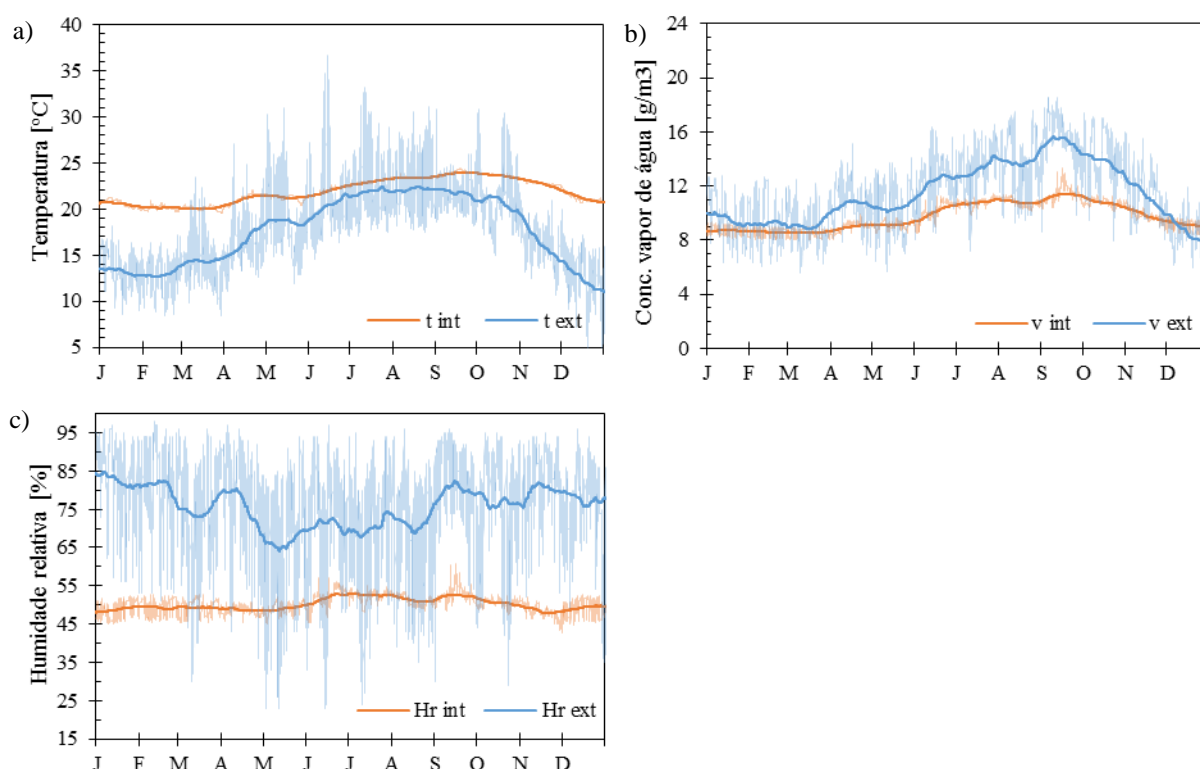 a)
Temperatura [°C]
40
35
30
25
20
15
10
5
t int t ext
J F M A M J J A S O N D
b)
Conc. vapor de água [g/m3]
24
20
16
12
8
4
0
v int v ext
J F M A M J J A S O N D
c)
Humidade relativa [%]
95
85
75
65
55
45
35
25
15
Hr int Hr ext
J F M A M J J A S O N D